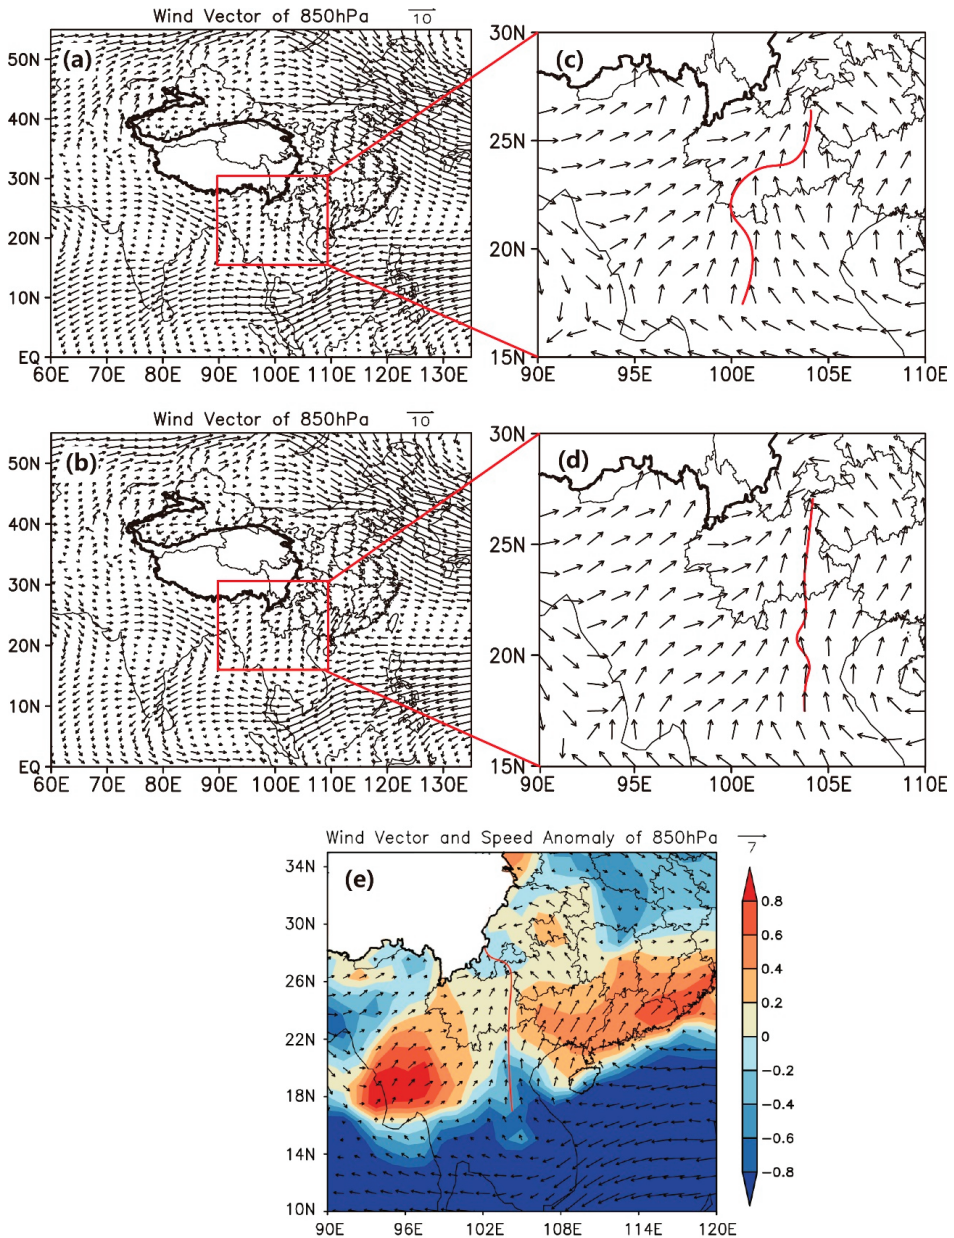 Wind Vector of 850hPa 10
(a)
50N
40N
30N
20N
10N
EQ
60E 70E 80E 90E 100E 110E 120E 130E
(c)
30N
25N
20N
15N
90E 95E 100E 105E 110E
Wind Vector of 850hPa 10
(b)
50N
40N
30N
20N
10N
EQ
60E 70E 80E 90E 100E 110E 120E 130E
(d)
30N
25N
20N
15N
90E 95E 100E 105E 110E
Wind Vector and Speed Anomaly of 850hPa 7
(e)
34N
30N
26N
22N
18N
14N
10N
90E 96E 102E 108E 114E 120E
0.8
0.6
0.4
0.2
0
-0.2
-0.4
-0.6
-0.8